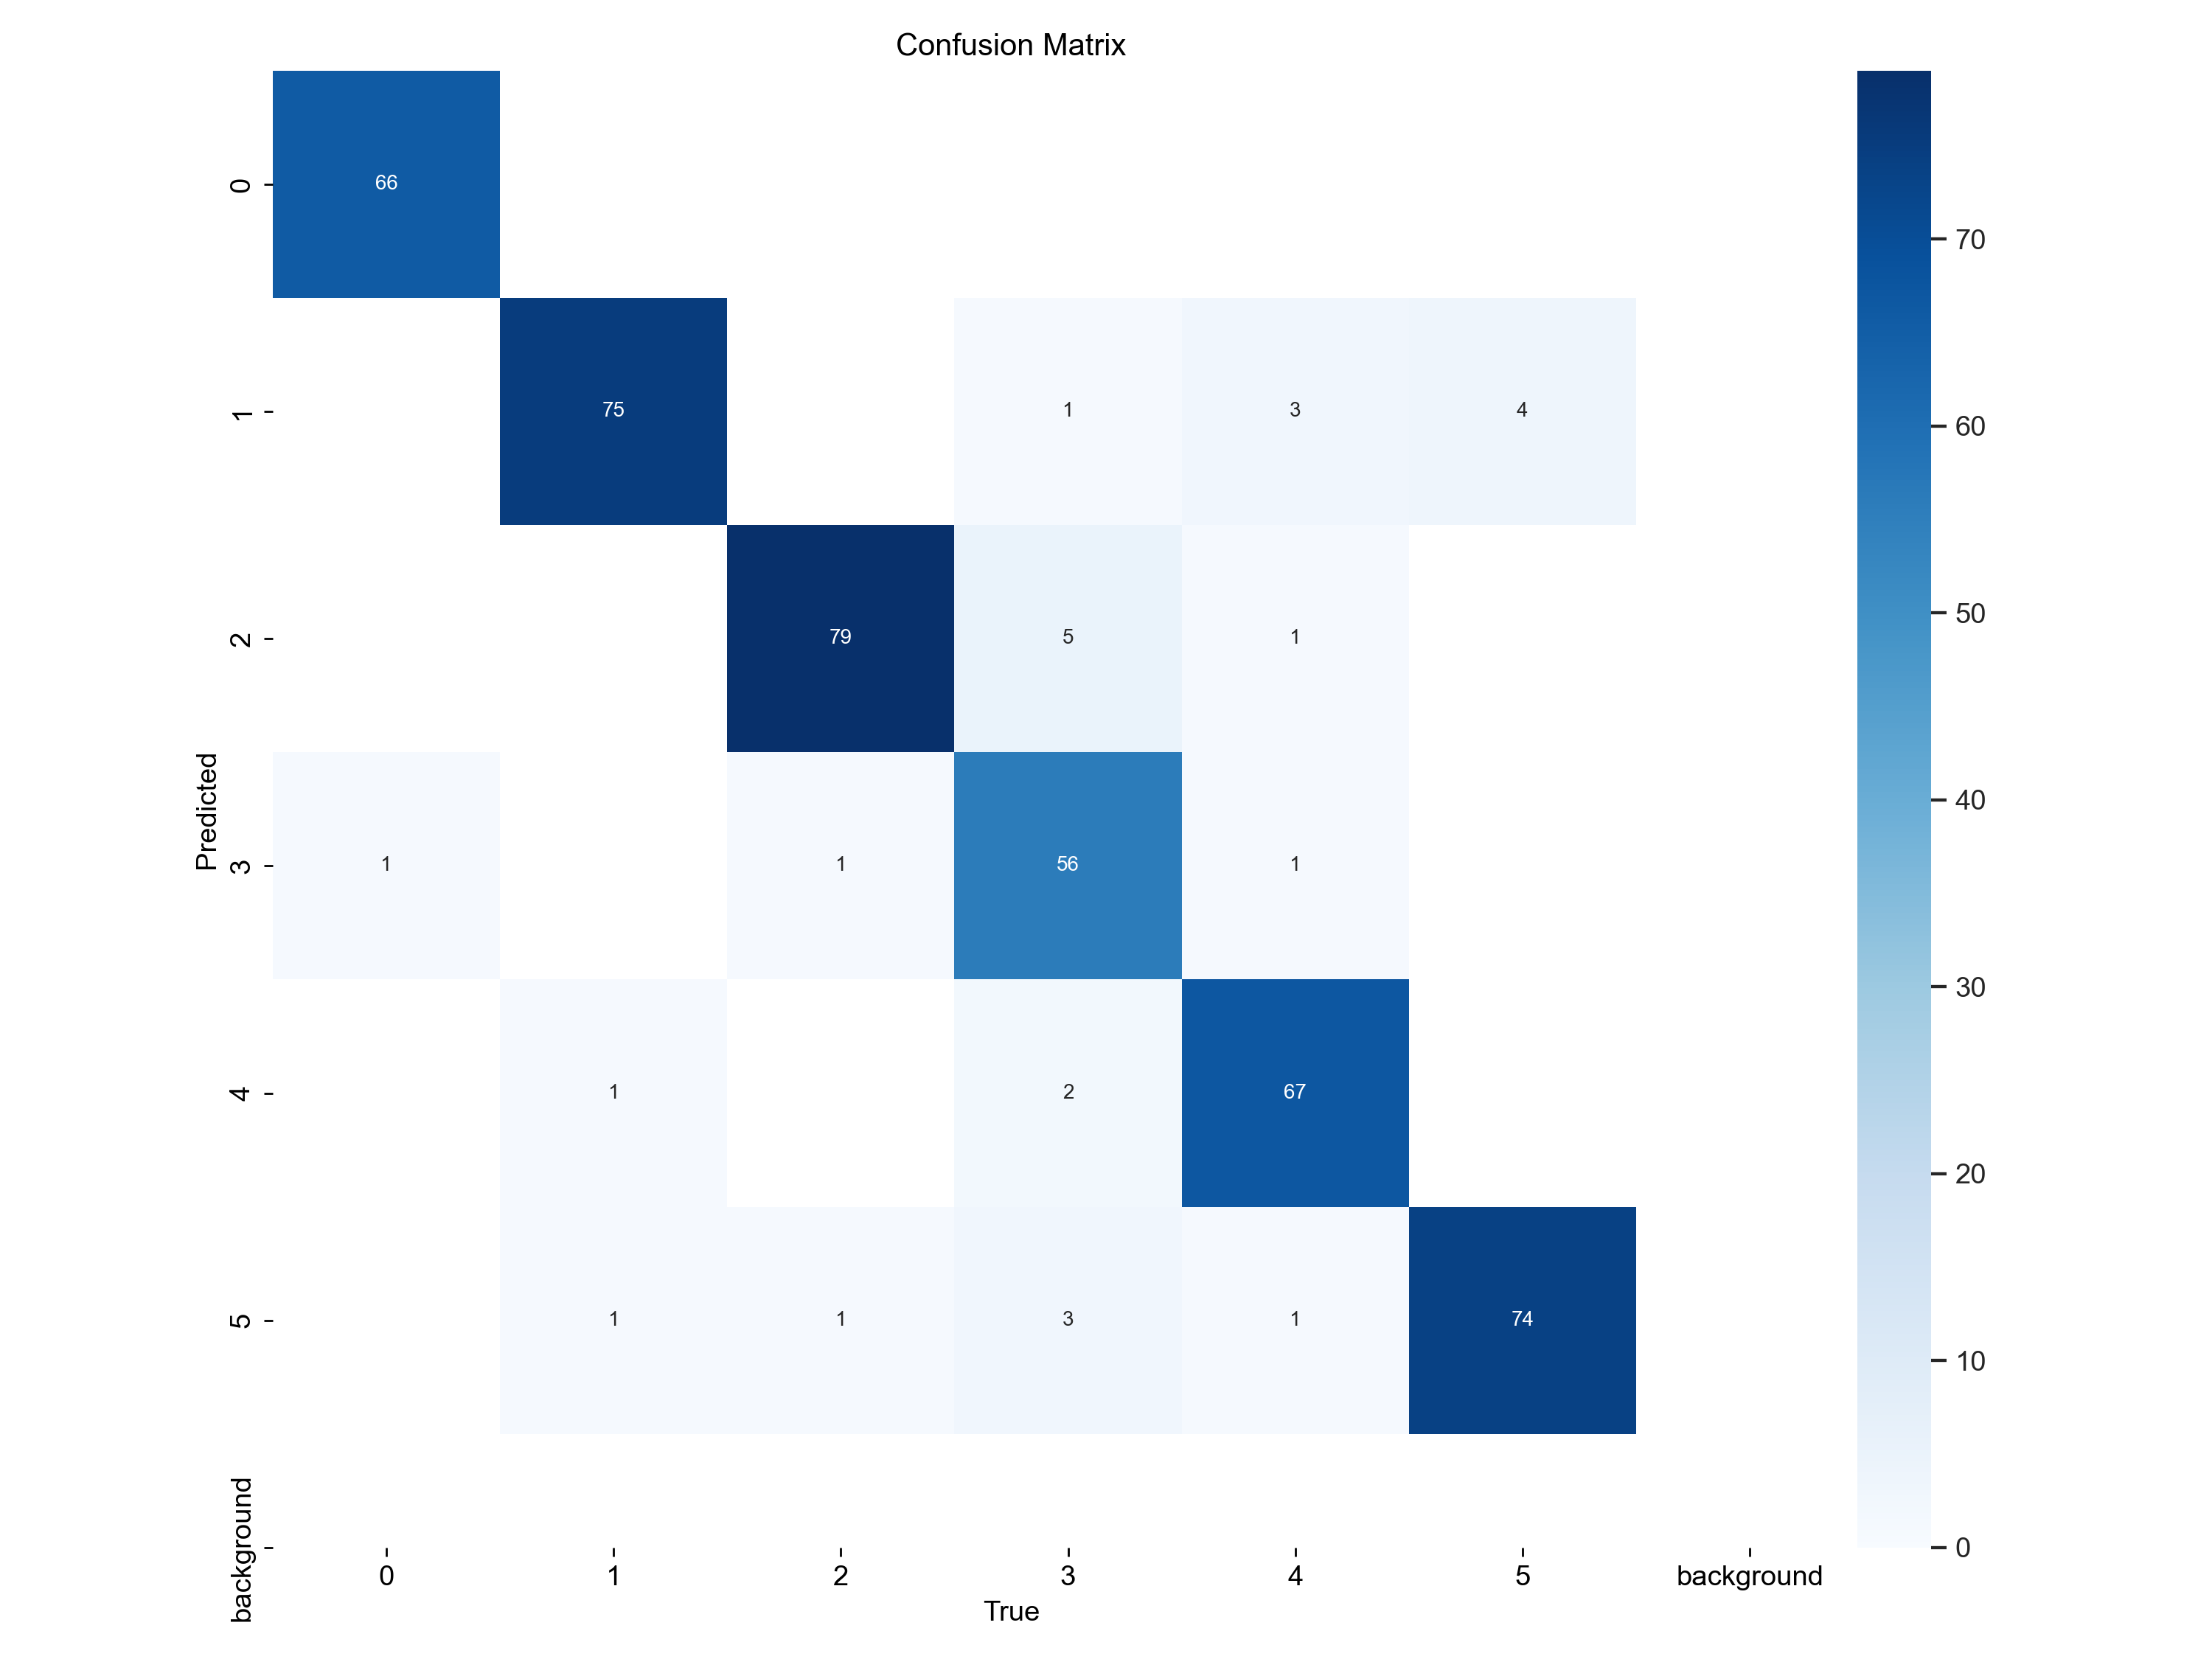 Confusion Matrix
0 66
1 75 1 3 4
2 79 5 1
Predicted
3 1 1 56 1
4 1 2 67
5 1 1 3 1 74
background
0 1 2 3 4 5 background
True
70
60
50
40
30
20
10
0